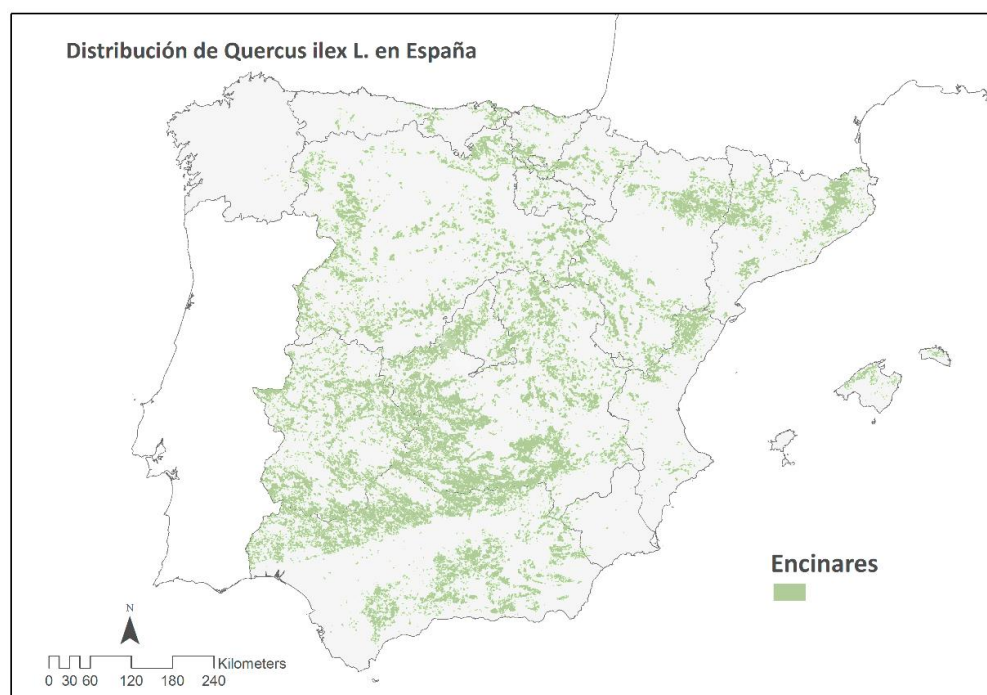 Distribución de Quercus ilex L. en España
Encinares
N
Kilometers
0 30 60 120 180 240